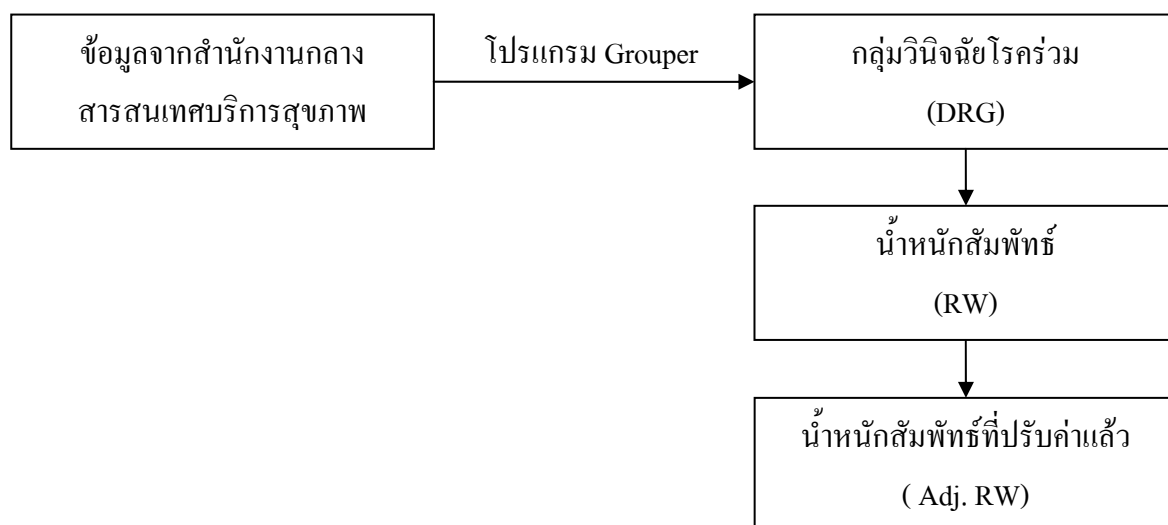 ข้อมูลจากสำนักงานกลาง
สารสนเทศบริการสุขภาพ
โปรแกรม Grouper
กลุ่มวินิจฉัยโรคร่วม
(DRG)
น้ำหนักสัมพัทธ์
(RW)
น้ำหนักสัมพัทธ์ที่ปรับค่าแล้ว
( Adj. RW)